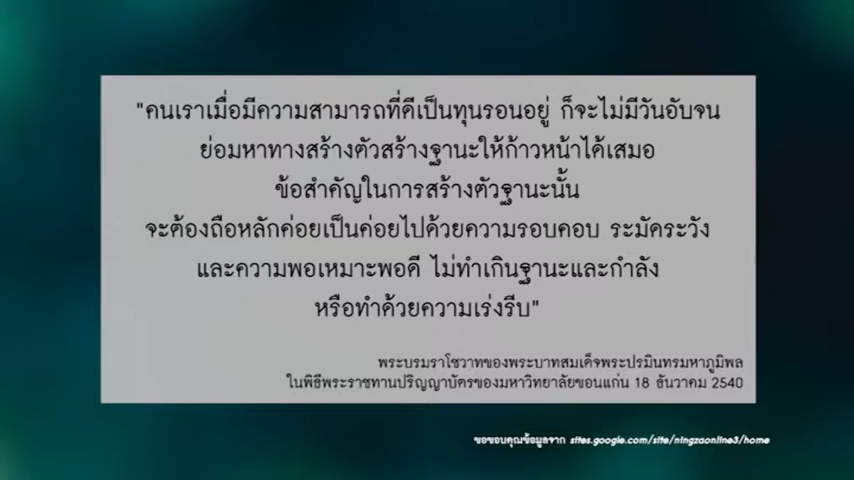 "คนเราเมื่อมีความสามารถที่ดีเป็นทุนรอนอยู่ ก็จะไม่มีวันอับจน
ย่อมหาทางสร้างตัวสร้างฐานะให้ก้าวหน้าได้เสมอ
ข้อสำคัญในการสร้างตัวฐานะนั้น
จะต้องถือหลักค่อยเป็นค่อยไปด้วยความรอบคอบ ระมัดระวัง
และความพอเหมาะพอดี ไม่ทำเกินฐานะและกำลัง
หรือทำด้วยความเร่งรีบ"
พระบรมราโชวาทของพระบาทสมเด็จพระปรมินทรมหาภูมิพล
ในพิธีพระราชทานปริญญาบัตรของมหาวิทยาลัยขอนแก่น 18 ธันวาคม 2540
ขอขอบคุณข้อมูลจาก sites.google.com/site/ningzaonline3/home